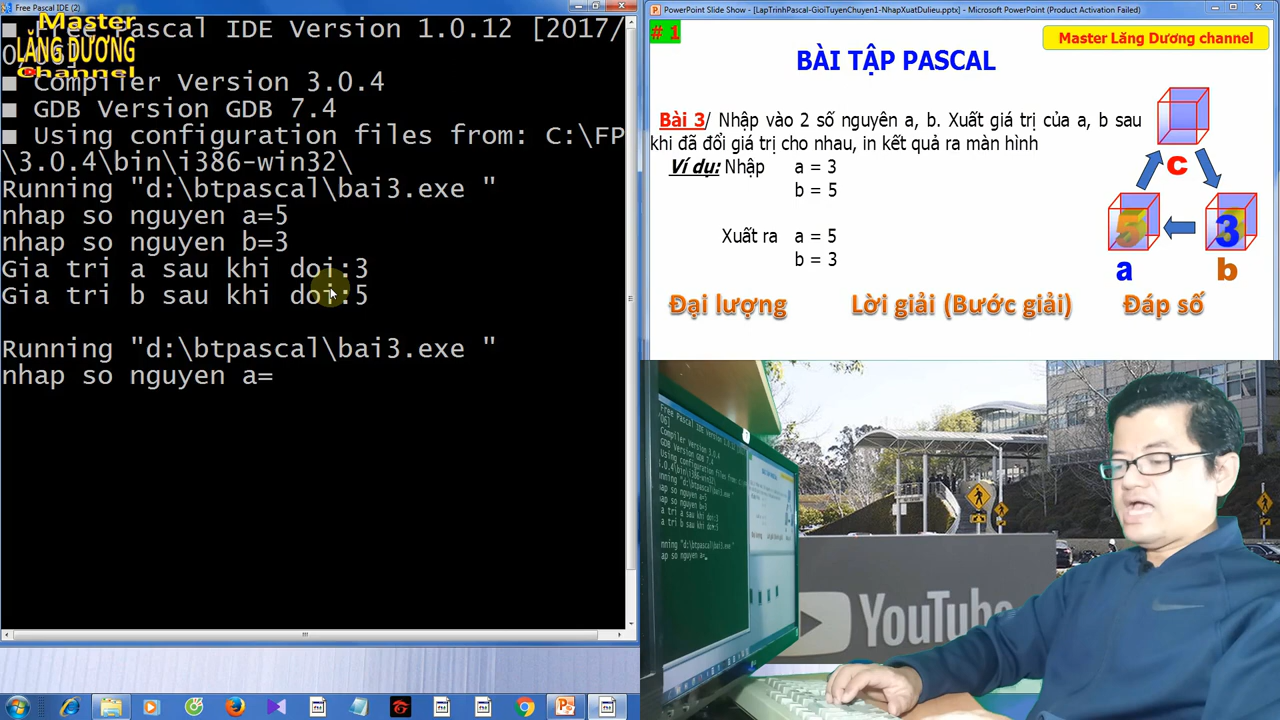 Free Pascal IDE (2)
Master
LĂNG DƯƠNG
Channel
■ Free Pascal IDE Version 1.0.12 [2017/
■ Compiler Version 3.0.4
■ GDB Version GDB 7.4
■ Using configuration files from: C:\FP
\3.0.4\bin\i386-win32\
Running "d:\btpascal\bai3.exe "
nhap so nguyen a=5
nhap so nguyen b=3
Gia tri a sau khi doi:3
Gia tri b sau khi doi:5
Running "d:\btpascal\bai3.exe "
nhap so nguyen a=
PowerPoint Slide Show - [LapTrinhPascal-GioiTuyenChuyen1-NhapXuatDulieu.pptx] - Microsoft PowerPoint (Product Activation Failed)
# 1
Master Lăng Dương channel
BÀI TẬP PASCAL
Bài 3/ Nhập vào 2 số nguyên a, b. Xuất giá trị của a, b sau
khi đã đổi giá trị cho nhau, in kết quả ra màn hình
Ví dụ: Nhập a = 3
b = 5
Xuất ra a = 5
b = 3
c
5
3
a
b
Đại lượng Lời giải (Bước giải) Đáp số
YouTube